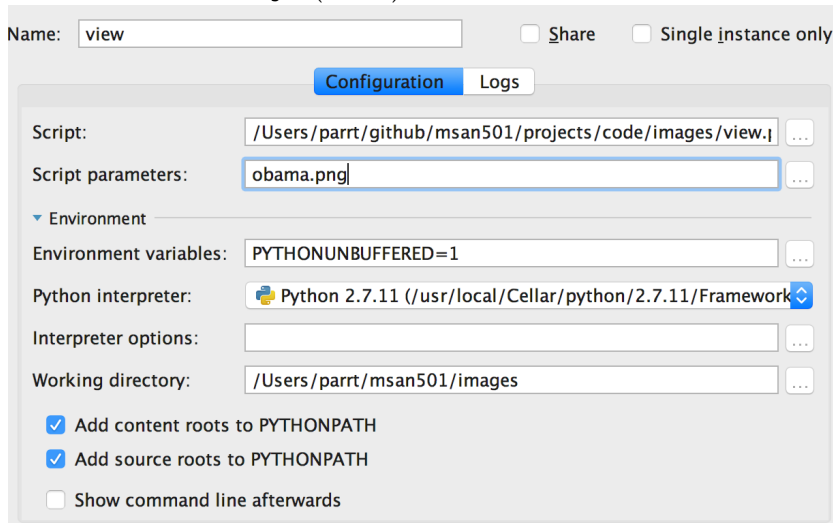 Name: view Share Single instance only
Configuration Logs
Script: /Users/parrt/github/msan501/projects/code/images/view.p ...
Script parameters: obama.png ...
Environment
Environment variables: PYTHONUNBUFFERED=1 ...
Python interpreter: Python 2.7.11 (/usr/local/Cellar/python/2.7.11/Framework
Interpreter options: ...
Working directory: /Users/parrt/msan501/images ...
Add content roots to PYTHONPATH
Add source roots to PYTHONPATH
Show command line afterwards